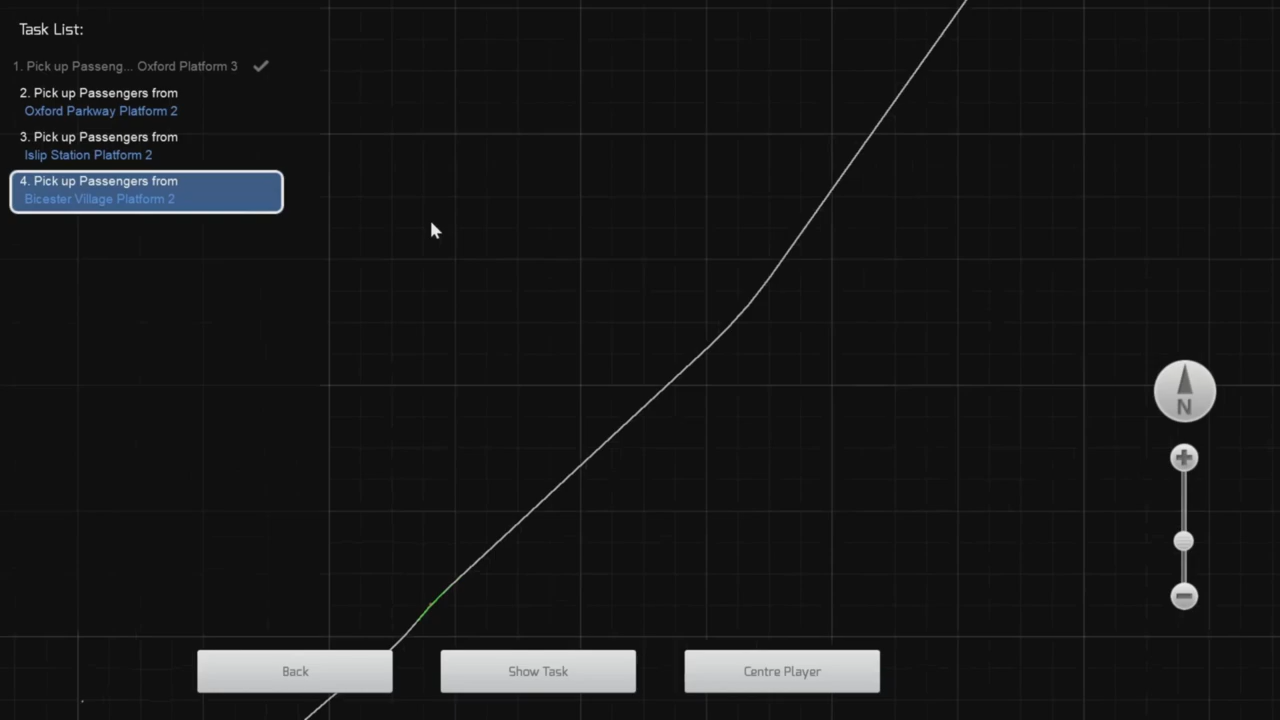 Task List:
1. Pick up Passeng... Oxford Platform 3
2. Pick up Passengers from
Oxford Parkway Platform 2
3. Pick up Passengers from
Islip Station Platform 2
4. Pick up Passengers from
Bicester Village Platform 2
N
Back
Show Task
Centre Player